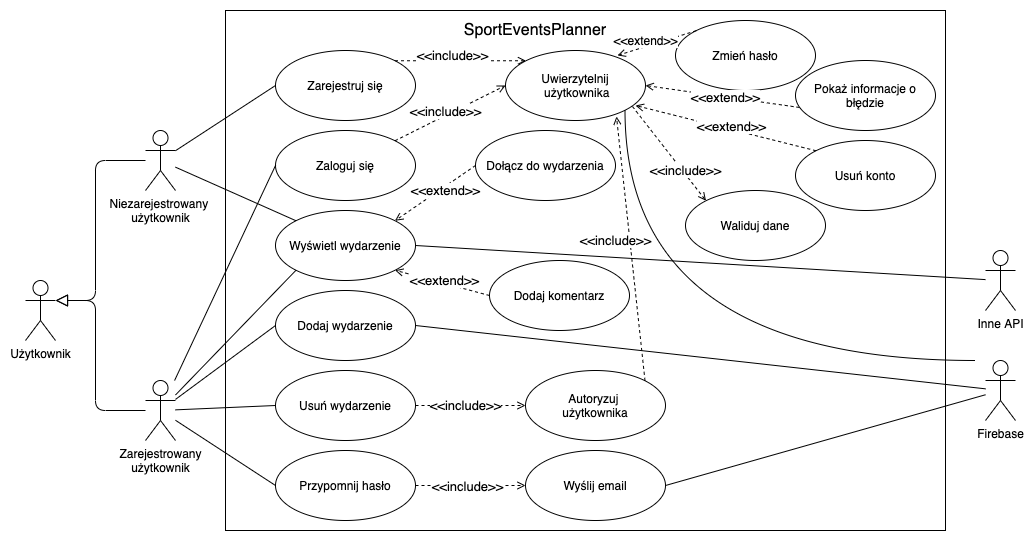 SportEventsPlanner
<<extend>>
Zmień hasło
<<include>>
Zarejestruj się
Uwierzytelnij
użytkownika
Pokaż informacje o
błędzie
<<extend>>
<<include>>
<<extend>>
Zaloguj się
Dołącz do wydarzenia
<<include>>
Usuń konto
<<extend>>
Niezarejestrowany
użytkownik
Waliduj dane
Wyświetl wydarzenie
<<include>>
<<extend>>
Dodaj komentarz
Inne API
Dodaj wydarzenie
Użytkownik
Usuń wydarzenie
<<include>>
Autoryzuj
użytkownika
Firebase
Zarejestrowany
użytkownik
Przypomnij hasło
<<include>>
Wyślij email